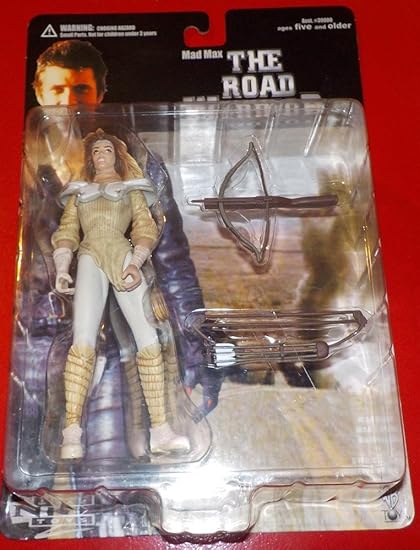 WARNING: CHOKING HAZARD
Small Parts. Not for children under 3 years
Asst. #30000
ages five and older
Mad Max
THE
ROAD
TOYS